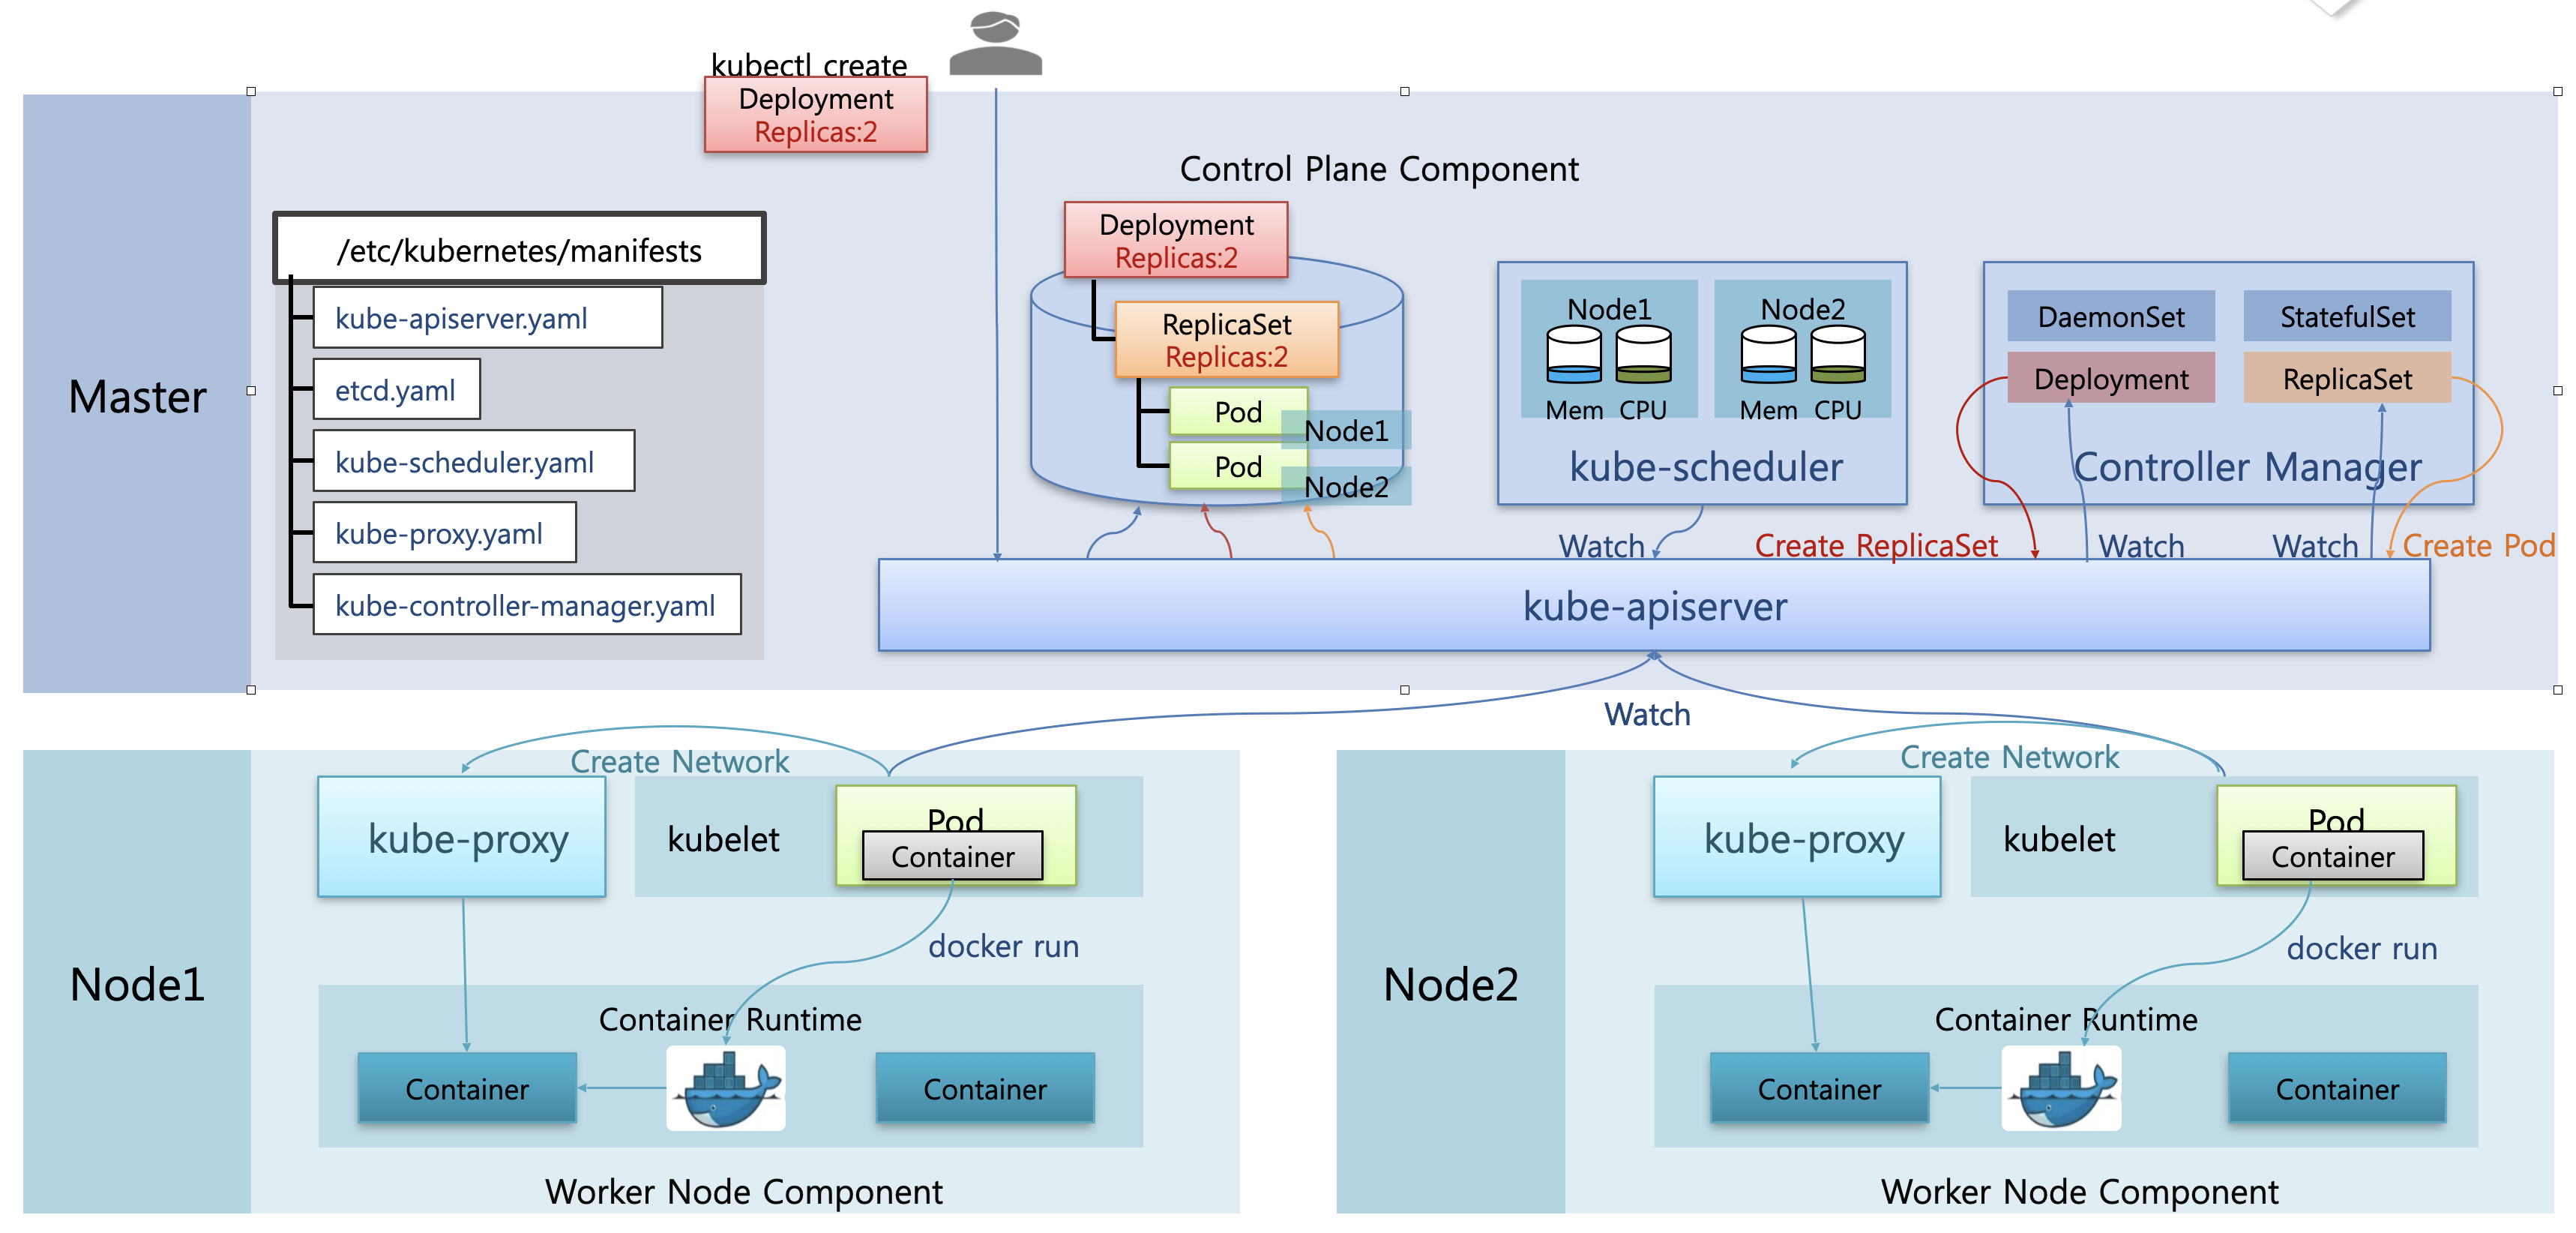 kubectl create
Deployment
Replicas:2
Control Plane Component
Master
/etc/kubernetes/manifests
kube-apiserver.yaml
etcd.yaml
kube-scheduler.yaml
kube-proxy.yaml
kube-controller-manager.yaml
Deployment
Replicas:2
ReplicaSet
Replicas:2
Pod
Node1
Pod
Node2
Node1
Mem CPU
Node2
Mem CPU
kube-scheduler
DaemonSet
StatefulSet
Deployment
ReplicaSet
Controller Manager
Watch
Create ReplicaSet
Watch
Watch
Create Pod
kube-apiserver
Watch
Node1
Create Network
kube-proxy
kubelet
Pod
Container
docker run
Container Runtime
Container
Container
Worker Node Component
Node2
Create Network
kube-proxy
kubelet
Pod
Container
docker run
Container Runtime
Container
Container
Worker Node Component